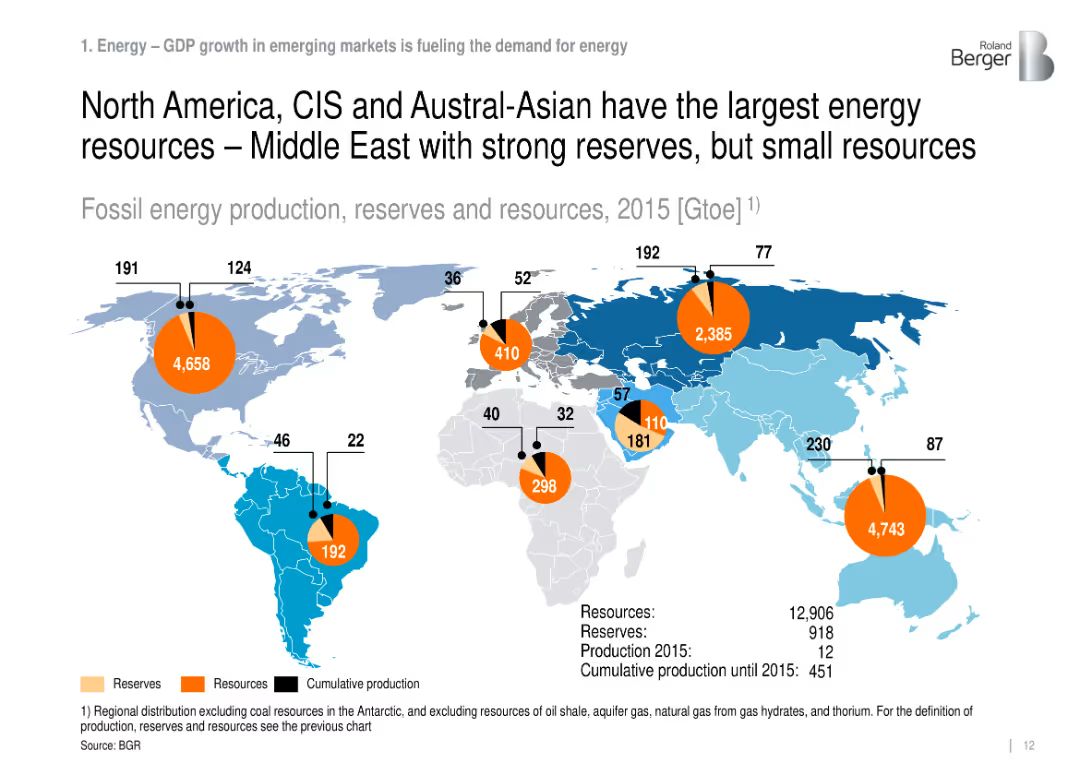 1. Energy – GDP growth in emerging markets is fueling the demand for energy
Roland
Berger
B
North America, CIS and Austral-Asian have the largest energy
resources – Middle East with strong reserves, but small resources
Fossil energy production, reserves and resources, 2015 [Gtoe] 1)
191 124
4,658
36 52
410
192 77
2,385
57
110
181
40 32
298
46 22
192
230 87
4,743
Resources: 12,906
Reserves: 918
Production 2015: 12
Cumulative production until 2015: 451
Reserves Resources Cumulative production
1) Regional distribution excluding coal resources in the Antarctic, and excluding resources of oil shale, aquifer gas, natural gas from gas hydrates, and thorium. For the definition of
production, reserves and resources see the previous chart
Source: BGR
12